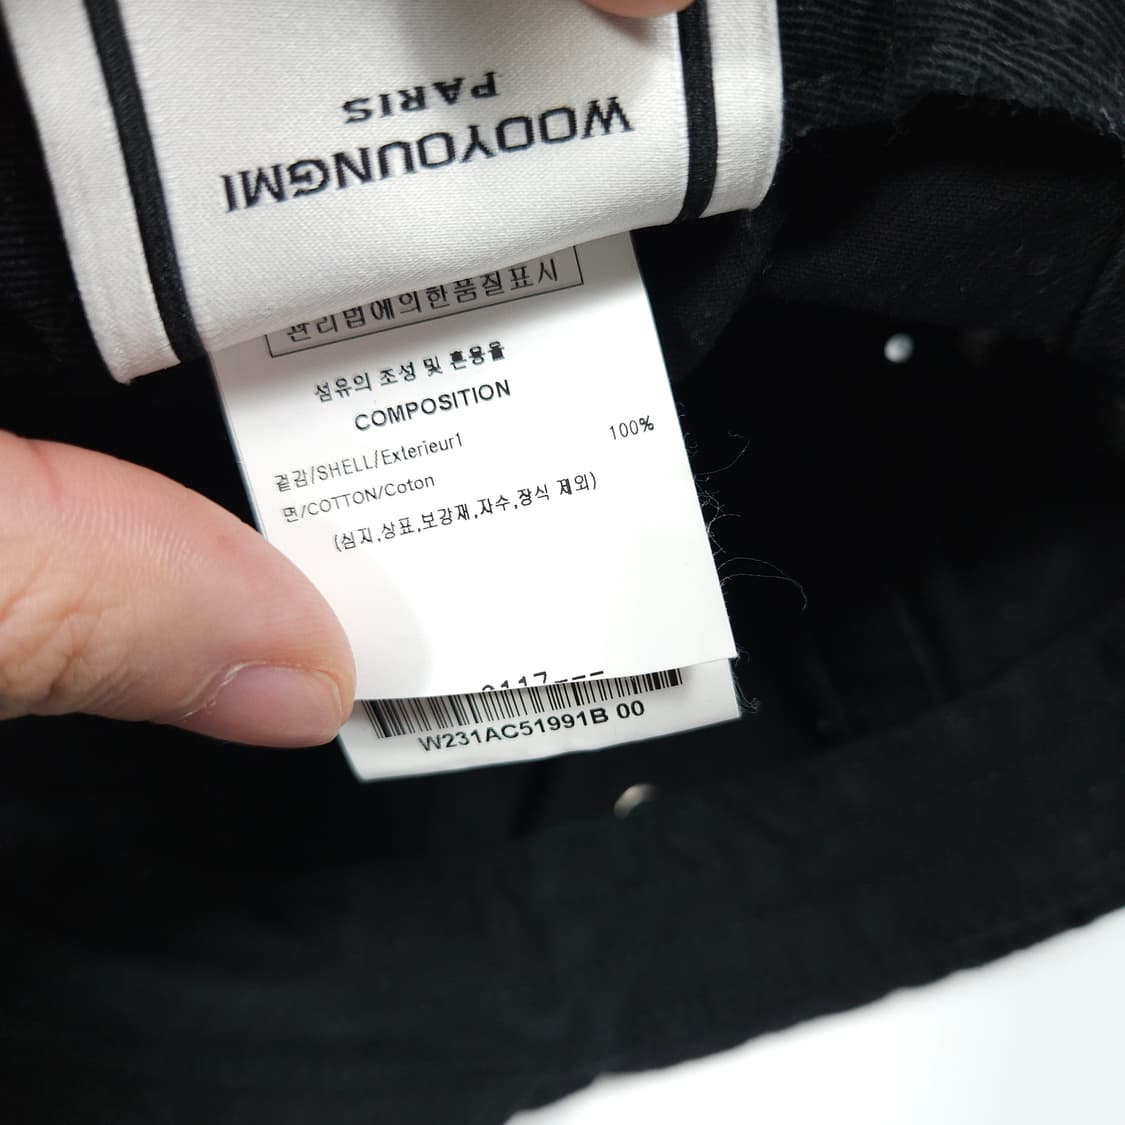 WOOYOUNGMI
PARIS
관리법에의한품질표시
섬유의 조성 및 혼용율
COMPOSITION
겉감/SHELL/Exterieur1
100%
면/COTTON/Coton
(심지,상표,보강재,자수,장식 제외)
W231AC51991B 00